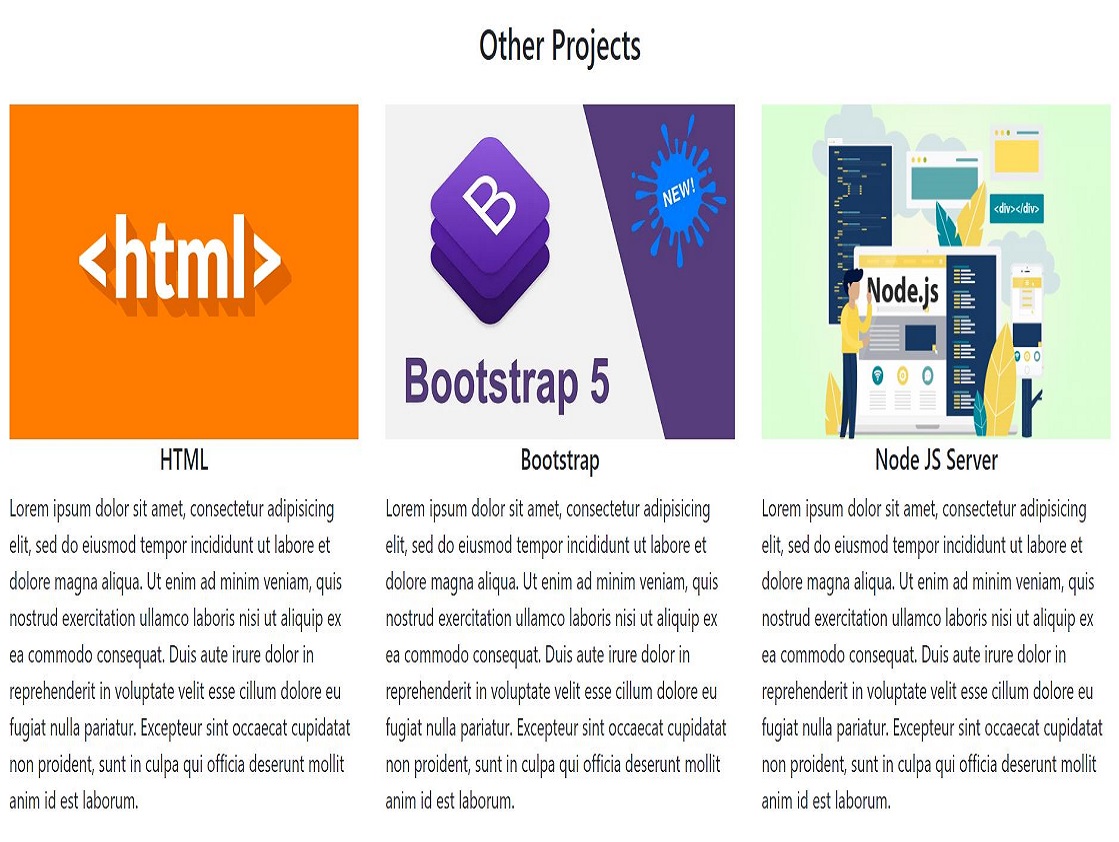 Other Projects
<html>
B
NEW!
Bootstrap 5
<div></div>
Node.js
HTML
Lorem ipsum dolor sit amet, consectetur adipisicing
elit, sed do eiusmod tempor incididunt ut labore et
dolore magna aliqua. Ut enim ad minim veniam, quis
nostrud exercitation ullamco laboris nisi ut aliquip ex
ea commodo consequat. Duis aute irure dolor in
reprehenderit in voluptate velit esse cillum dolore eu
fugiat nulla pariatur. Excepteur sint occaecat cupidatat
non proident, sunt in culpa qui officia deserunt mollit
anim id est laborum.
Bootstrap
Lorem ipsum dolor sit amet, consectetur adipisicing
elit, sed do eiusmod tempor incididunt ut labore et
dolore magna aliqua. Ut enim ad minim veniam, quis
nostrud exercitation ullamco laboris nisi ut aliquip ex
ea commodo consequat. Duis aute irure dolor in
reprehenderit in voluptate velit esse cillum dolore eu
fugiat nulla pariatur. Excepteur sint occaecat cupidatat
non proident, sunt in culpa qui officia deserunt mollit
anim id est laborum.
Node JS Server
Lorem ipsum dolor sit amet, consectetur adipisicing
elit, sed do eiusmod tempor incididunt ut labore et
dolore magna aliqua. Ut enim ad minim veniam, quis
nostrud exercitation ullamco laboris nisi ut aliquip ex
ea commodo consequat. Duis aute irure dolor in
reprehenderit in voluptate velit esse cillum dolore eu
fugiat nulla pariatur. Excepteur sint occaecat cupidatat
non proident, sunt in culpa qui officia deserunt mollit
anim id est laborum.